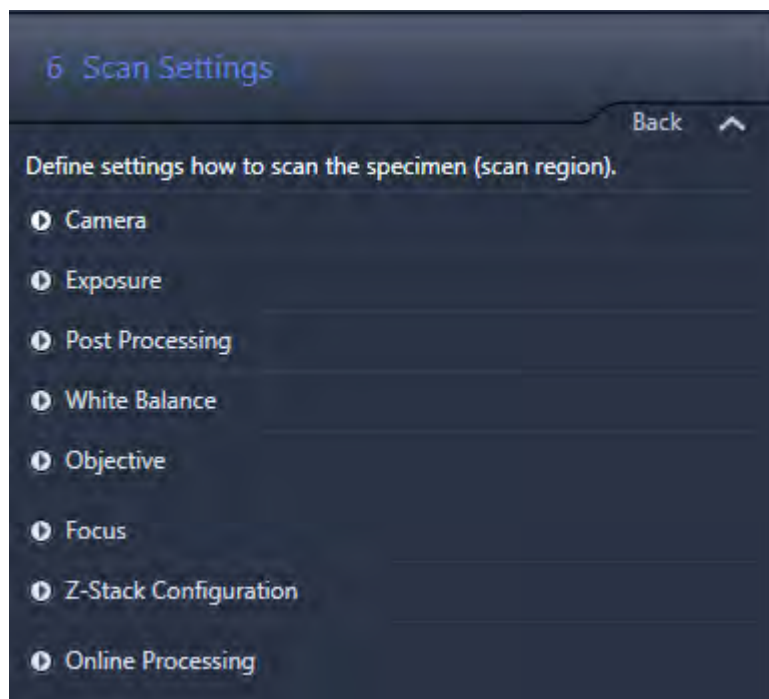 6 Scan Settings
Back
Define settings how to scan the specimen (scan region).
Camera
Exposure
Post Processing
White Balance
Objective
Focus
Z-Stack Configuration
Online Processing